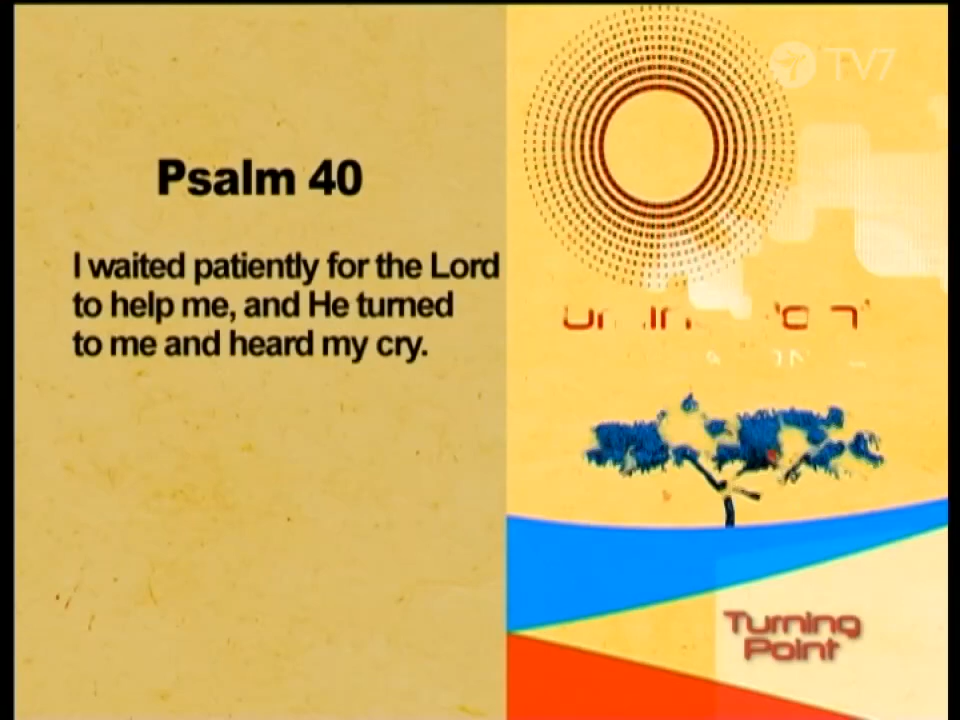 TV7
Psalm 40
I waited patiently for the Lord
to help me, and He turned
to me and heard my cry.
Turning
Point